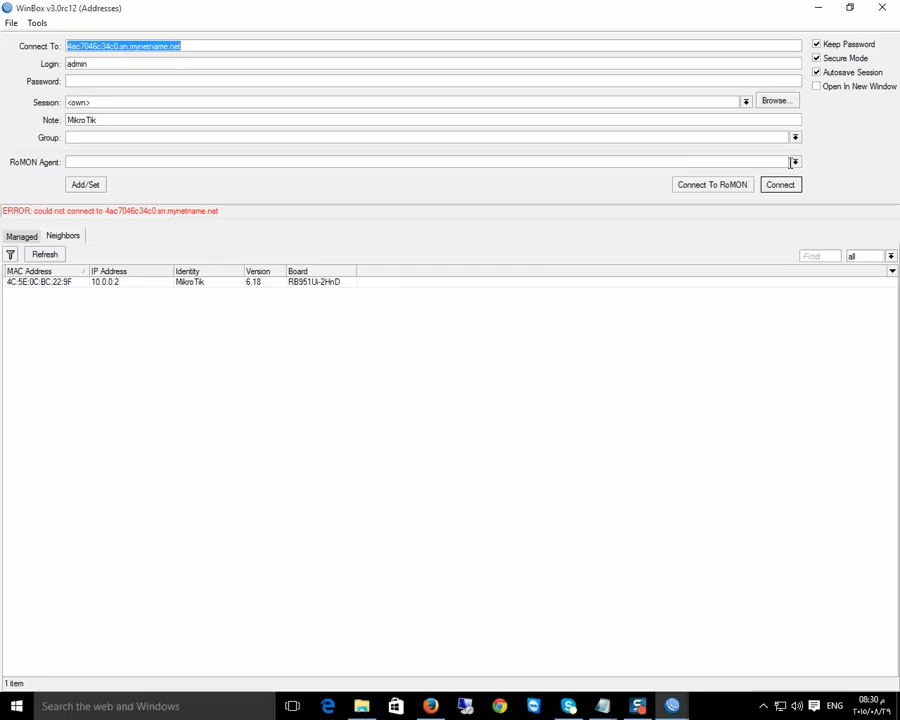 WinBox v3.0rc12 (Addresses)
File Tools
Connect To: 4ac7046c34c0.sn.mynetname.net
Keep Password
Login: admin
Secure Mode
Password:
Autosave Session
Open In New Window
Session: <own> Browse...
Note: MikroTik
Group:
RoMON Agent:
Add/Set Connect To RoMON Connect
ERROR: could not connect to 4ac7046c34c0.sn.mynetname.net
Managed Neighbors
Refresh Find all
MAC Address IP Address Identity Version Board
4C:5E:0C:BC:22:9F 10.0.0.2 MikroTik 6.18 RB951Ui-2HnD
1 item
Search the web and Windows
ENG
08:30 م
٢٠١٥/٠٨/٢٩